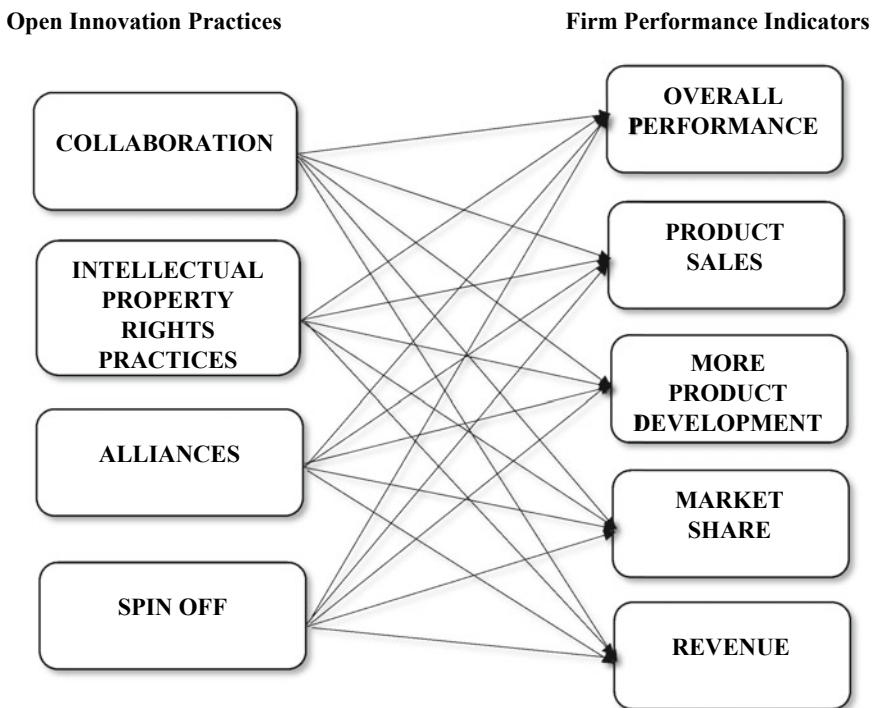 Open Innovation Practices
Firm Performance Indicators
COLLABORATION
INTELLECTUAL
PROPERTY
RIGHTS
PRACTICES
ALLIANCES
SPIN OFF
OVERALL
PERFORMANCE
PRODUCT
SALES
MORE
PRODUCT
DEVELOPMENT
MARKET
SHARE
REVENUE